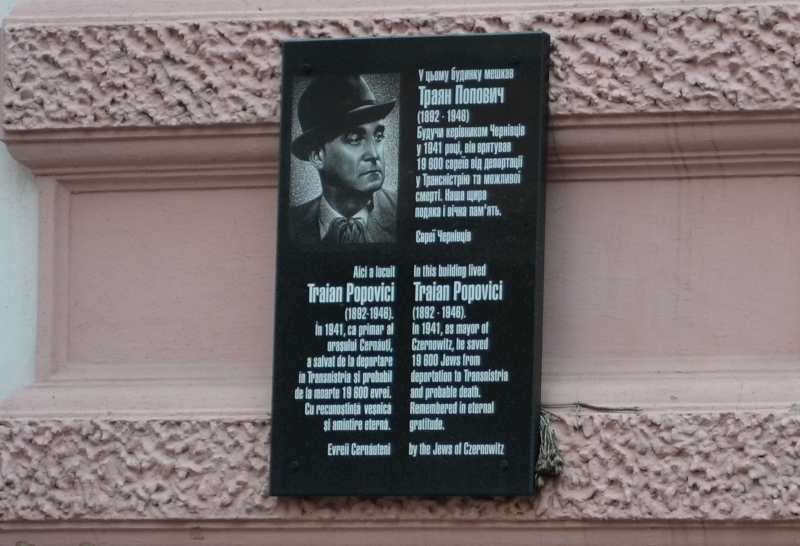 У цьому будинку мешкав
Траян Попович
(1892 - 1946)
Будучи керівником Чернівців
у 1941 році, він врятував
19 600 євреїв від депортації
у Трансністрію та можливої
смерті. Наша щира
подяка і вічна пам'ять.
Євреї Чернівців
Aici a locuit
Traian Popovici
(1892-1946).
În 1941, ca primar al
orașului Cernăuți,
a salvat de la deportare
în Transnistria și probabil
de la moarte 19 600 evrei.
Cu recunoștință veșnică
și amintire eternă.
Evreii Cernăuțeni
In this building lived
Traian Popovici
(1892 - 1946).
In 1941, as mayor of
Czernowitz, he saved
19 600 Jews from
deportation to Transnistria
and probable death.
Remembered in eternal
gratitude.
by the Jews of Czernowitz